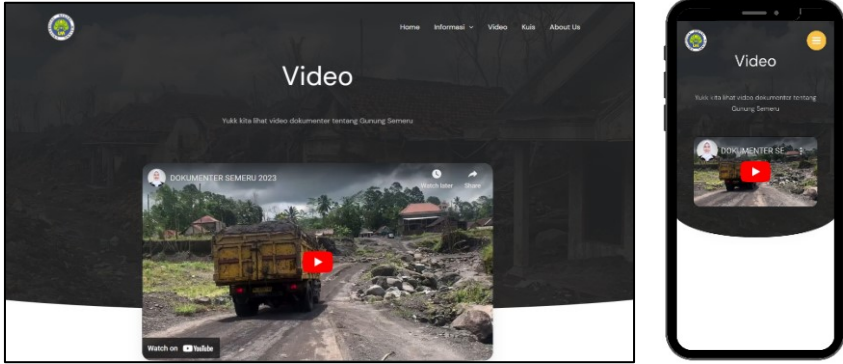 Home Informasi Video Kuis About Us
Video
Yukk kita lihat video dokumenter tentang Gunung Semeru
DOKUMENTER SEMERU 2023
Watch later Share
Watch on YouTube
Video
Yukk kita lihat video dokumenter tentang
Gunung Semeru
DOKUMENTER SE